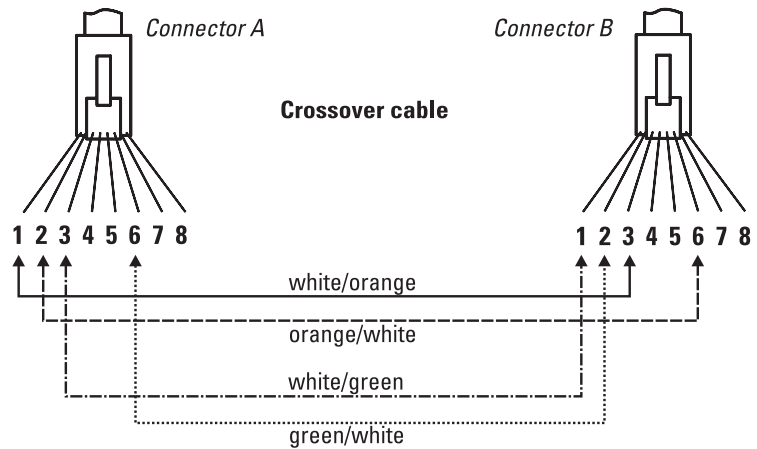 Connector A
Connector B
Crossover cable
1 2 3 4 5 6 7 8
1 2 3 4 5 6 7 8
white/orange
orange/white
white/green
green/white